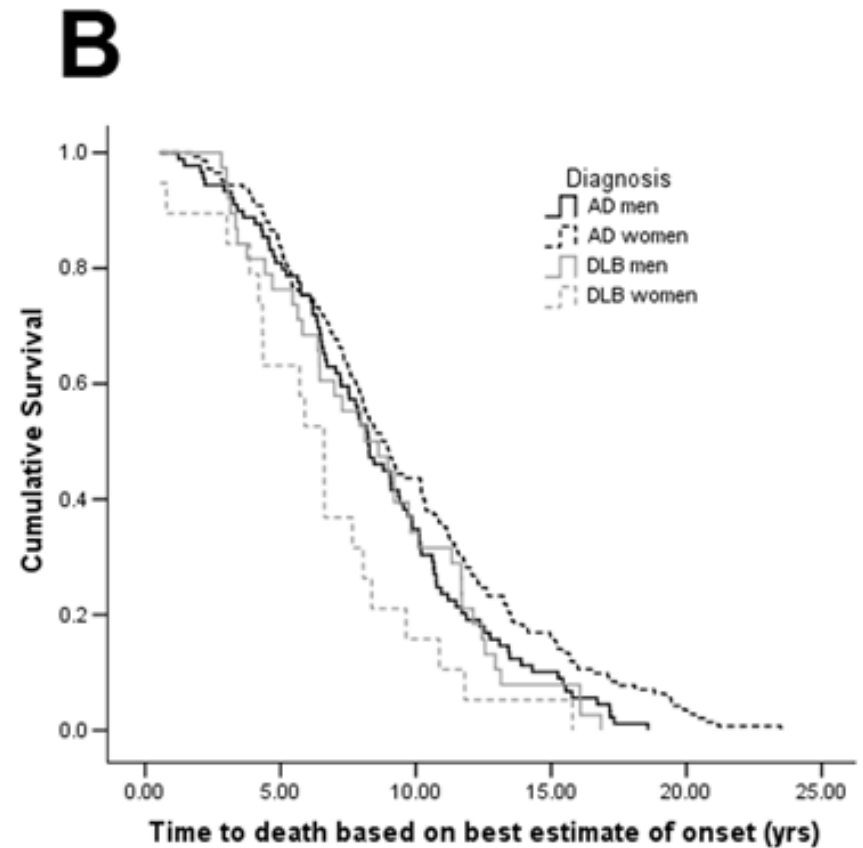 B
Diagnosis
AD men
AD women
DLB men
DLB women
Cumulative Survival
1.0
0.8
0.6
0.4
0.2
0.0
0.00 5.00 10.00 15.00 20.00 25.00
Time to death based on best estimate of onset (yrs)